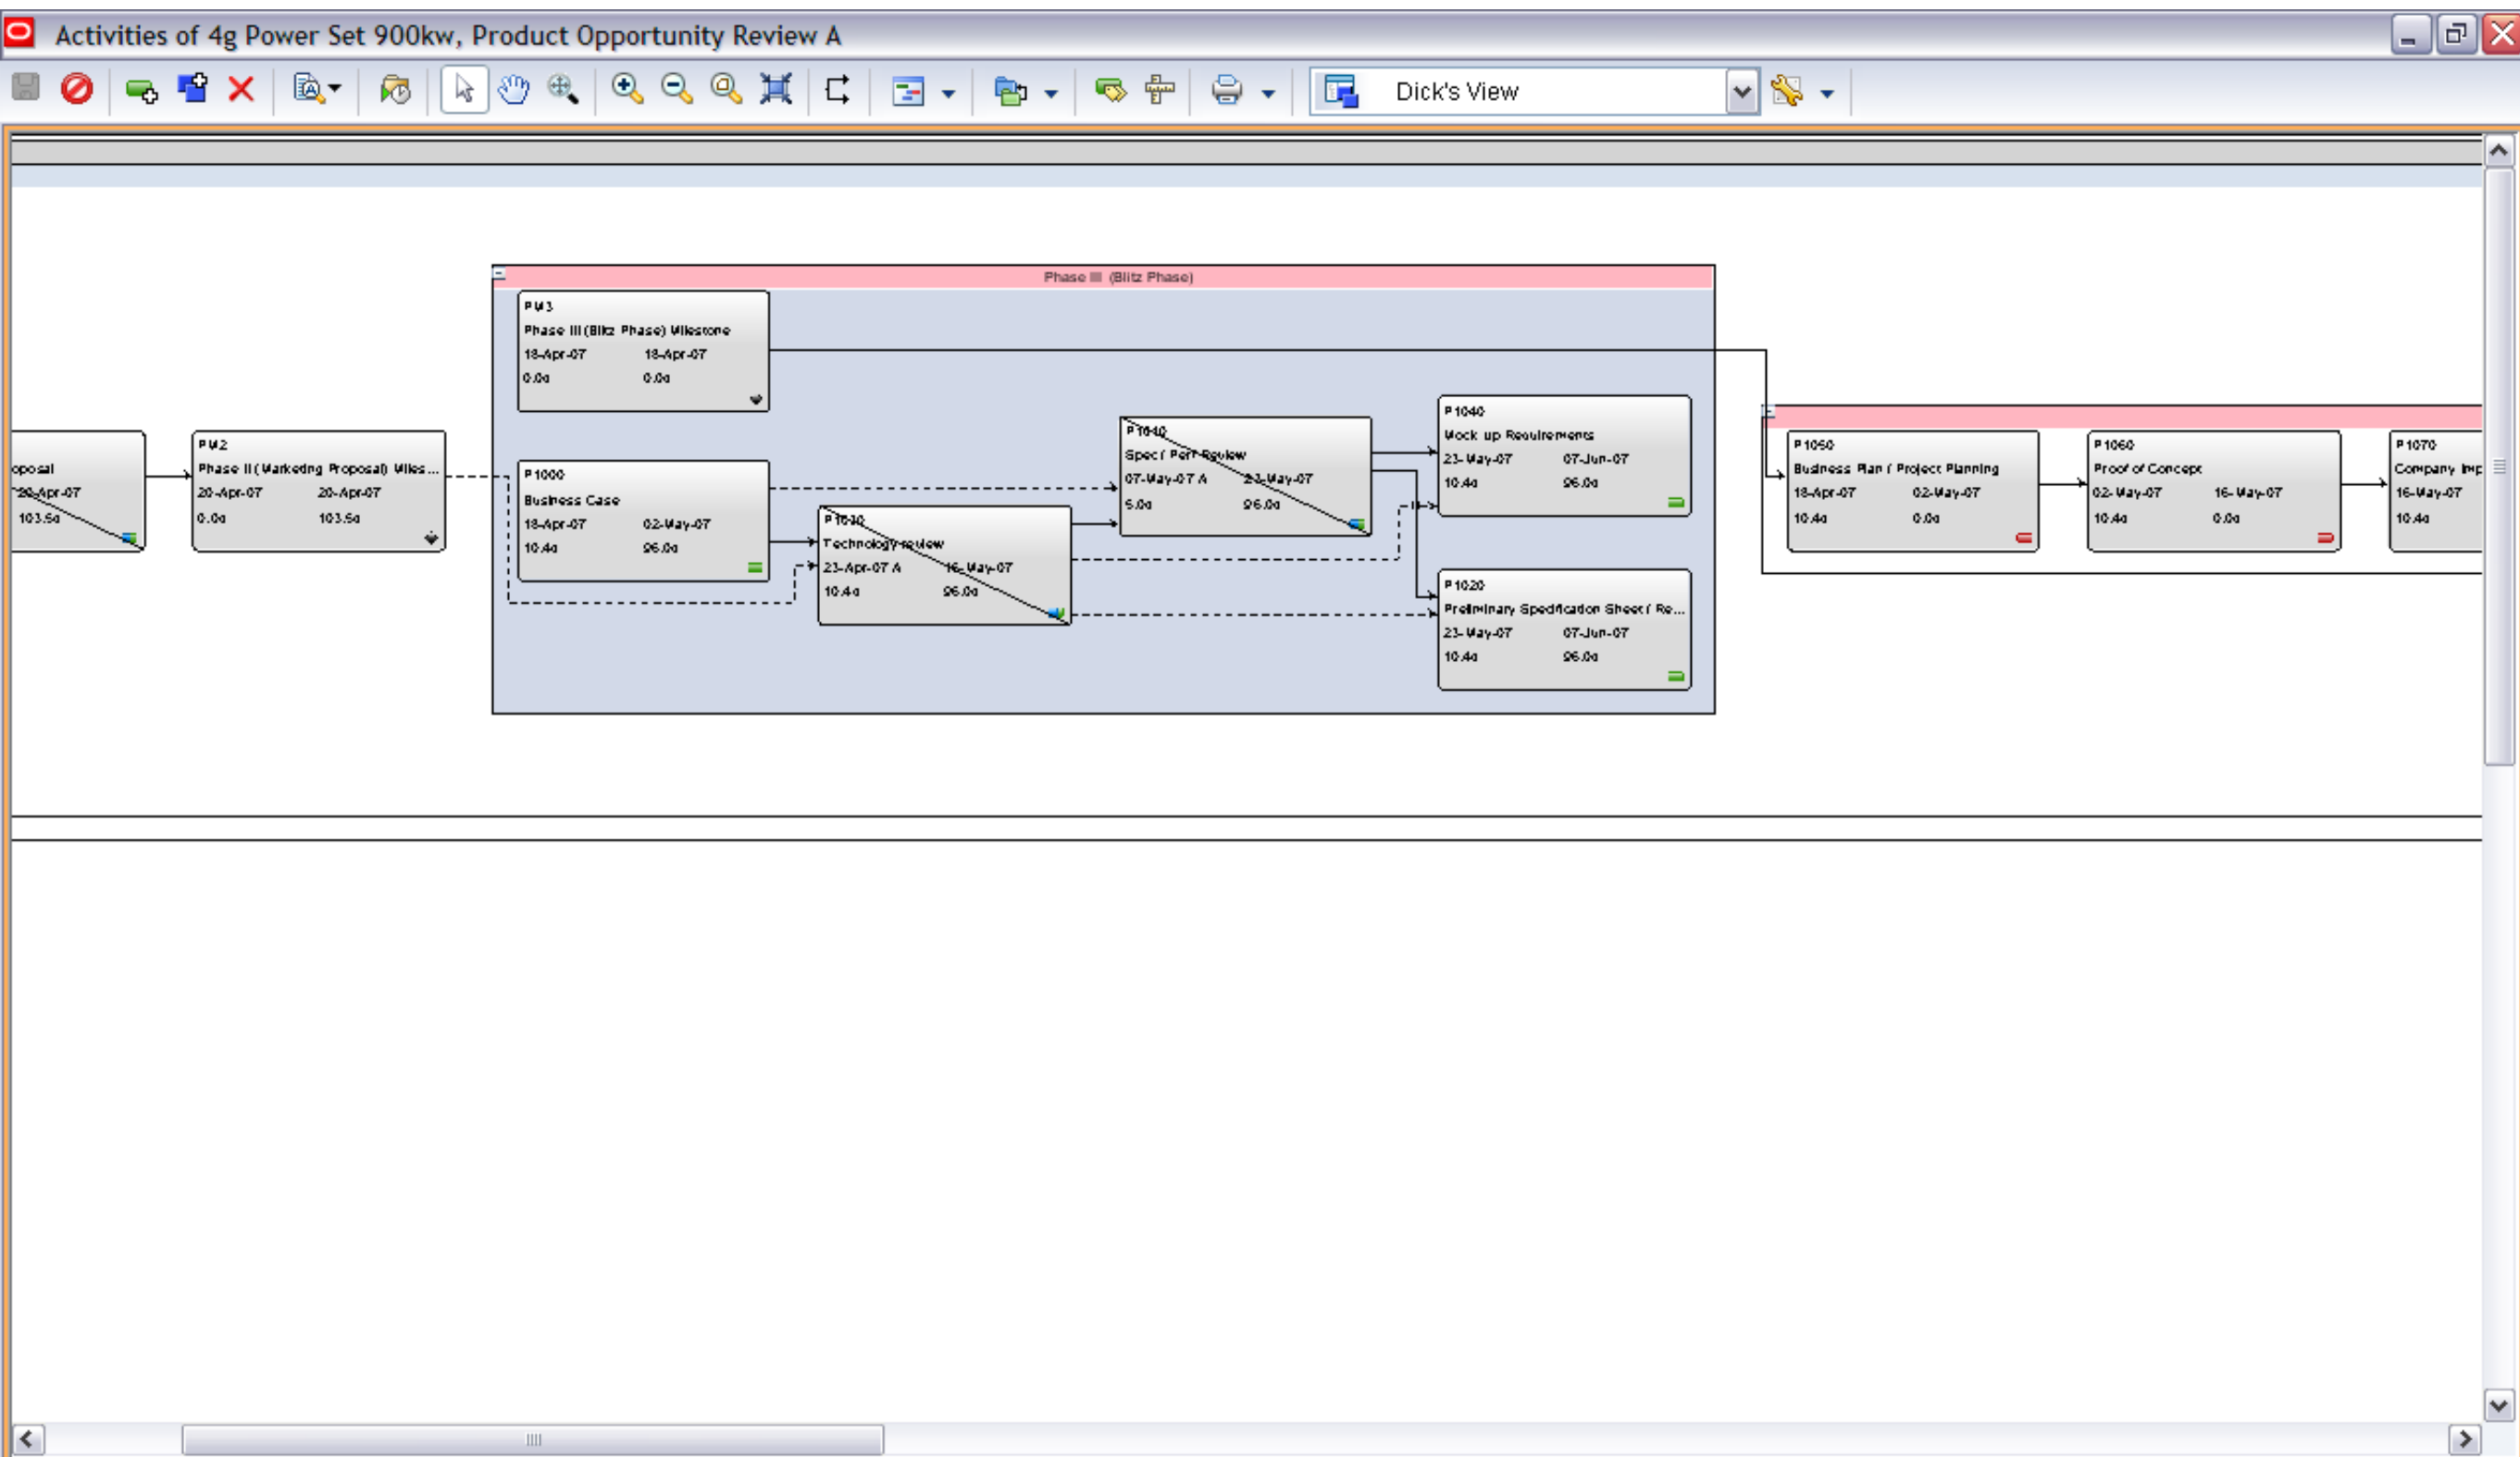 Activities of 4g Power Set 900kw, Product Opportunity Review A
Dick's View
oposal
20-Apr-07
103.5d
PM2
Phase II (Marketing Proposal) Miles...
20-Apr-07 20-Apr-07
0.0d 103.5d
Phase III (Blitz Phase)
PM3
Phase III (Blitz Phase) Milestone
18-Apr-07 18-Apr-07
0.0d 0.0d
P1000
Business Case
18-Apr-07 02-May-07
10.4d 96.0d
P1030
Technology review
23-Apr-07 A 16-May-07
10.4d 96.0d
Spec / Perf Review
07-May-07 A 23-May-07
5.0d 96.0d
P1040
Mock up Requirements
23-May-07 07-Jun-07
10.4d 96.0d
P1020
Preliminary Specification Sheet / Re...
23-May-07 07-Jun-07
10.4d 96.0d
P1050
Business Plan / Project Planning
18-Apr-07 02-May-07
10.4d 0.0d
P1060
Proof of Concept
02-May-07 16-May-07
10.4d 0.0d
P1070
Company Imp
16-May-07
10.4d